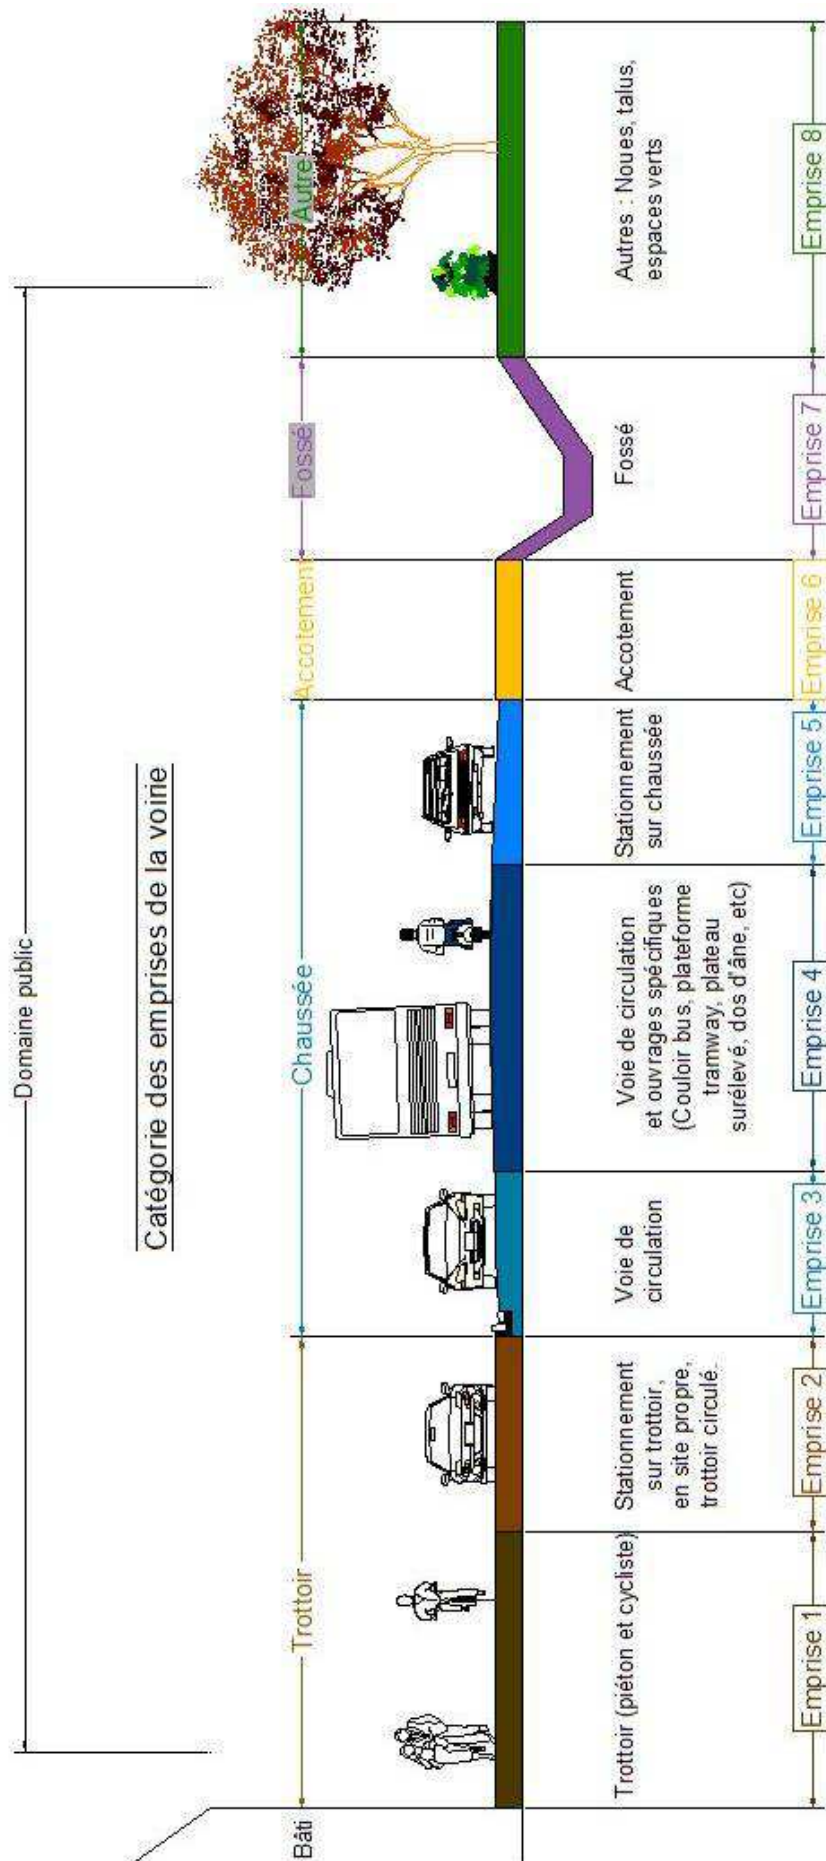 Domaine public
Catégorie des emprises de la voirie
Bâti
Trottoir
Chaussée
Accotement
Fossé
Autre
Trottoir (piéton et cycliste)
Stationnement
sur trottoir,
en site propre,
trottoir circulé.
Voie de
circulation
Voie de circulation
et ouvrages spécifiques
(Couloir bus, plateforme
tramway, plateau
surélevé, dos d'âne, etc)
Stationnement
sur chaussée
Accotement
Fossé
Autres : Noues, talus,
espaces verts
Emprise 1
Emprise 2
Emprise 3
Emprise 4
Emprise 5
Emprise 6
Emprise 7
Emprise 8